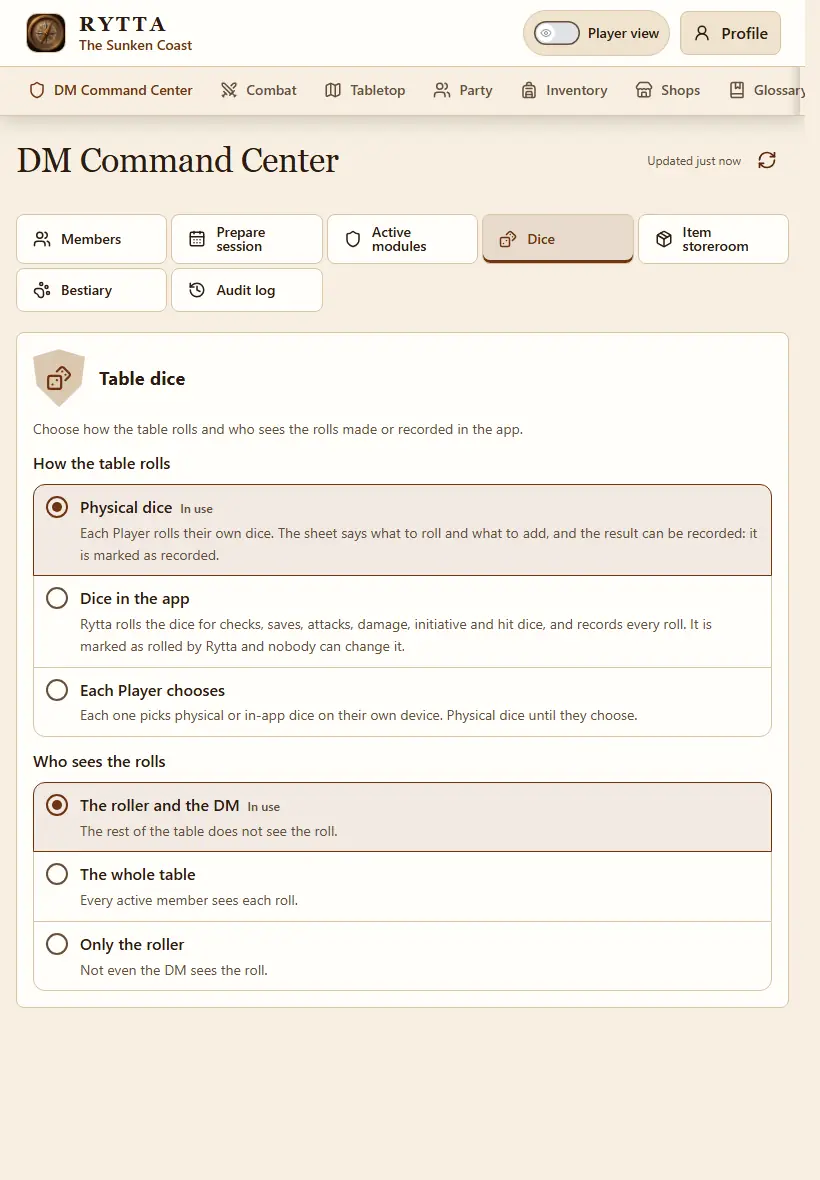 RYTTA
The Sunken Coast
Player view
Profile
DM Command Center
Combat
Tabletop
Party
Inventory
Shops
Glossary
DM Command Center
Updated just now
Members
Prepare
session
Active
modules
Dice
Item
storeroom
Bestiary
Audit log
Table dice
Choose how the table rolls and who sees the rolls made or recorded in the app.
How the table rolls
Physical dice In use
Each Player rolls their own dice. The sheet says what to roll and what to add, and the result can be recorded: it
is marked as recorded.
Dice in the app
Rytta rolls the dice for checks, saves, attacks, damage, initiative and hit dice, and records every roll. It is
marked as rolled by Rytta and nobody can change it.
Each Player chooses
Each one picks physical or in-app dice on their own device. Physical dice until they choose.
Who sees the rolls
The roller and the DM In use
The rest of the table does not see the roll.
The whole table
Every active member sees each roll.
Only the roller
Not even the DM sees the roll.